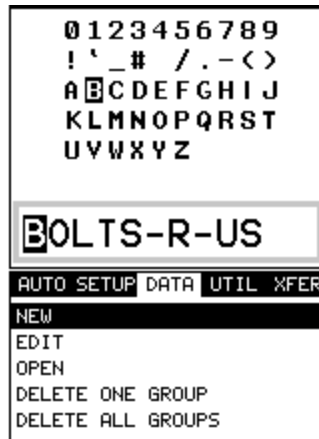 0123456789
!`_# /.-<>
ABCDEFGHIJ
KLMNOPQRST
UVWXYZ
BOLTS-R-US
AUTO SETUP DATA UTIL XFER
NEW
EDIT
OPEN
DELETE ONE GROUP
DELETE ALL GROUPS